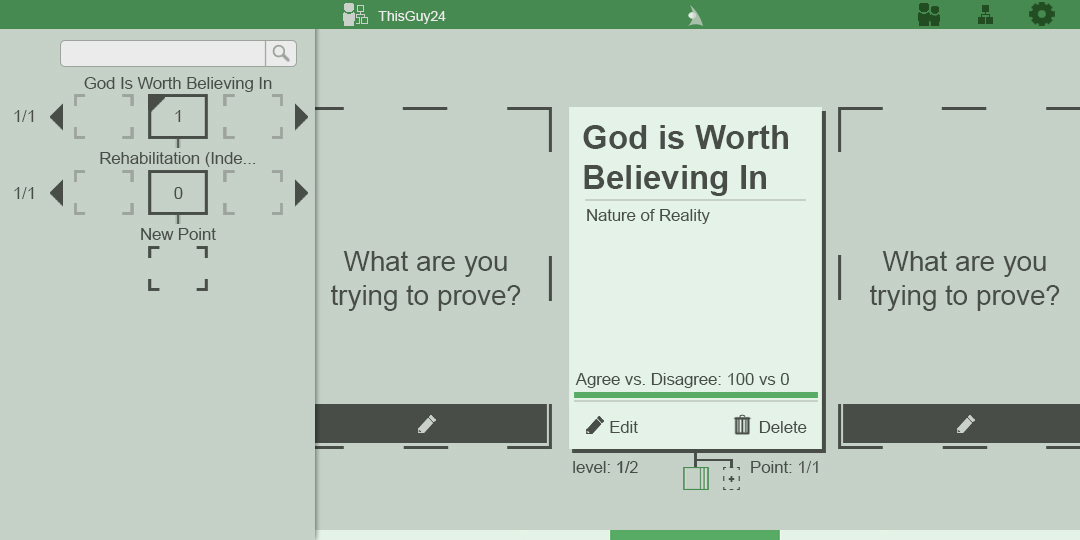 ThisGuy24
God Is Worth Believing In
1/1
1
Rehabilitation (Inde...
1/1
0
New Point
What are you
trying to prove?
God is Worth
Believing In
Nature of Reality
Agree vs. Disagree: 100 vs 0
Edit
Delete
level: 1/2
Point: 1/1
What are you
trying to prove?